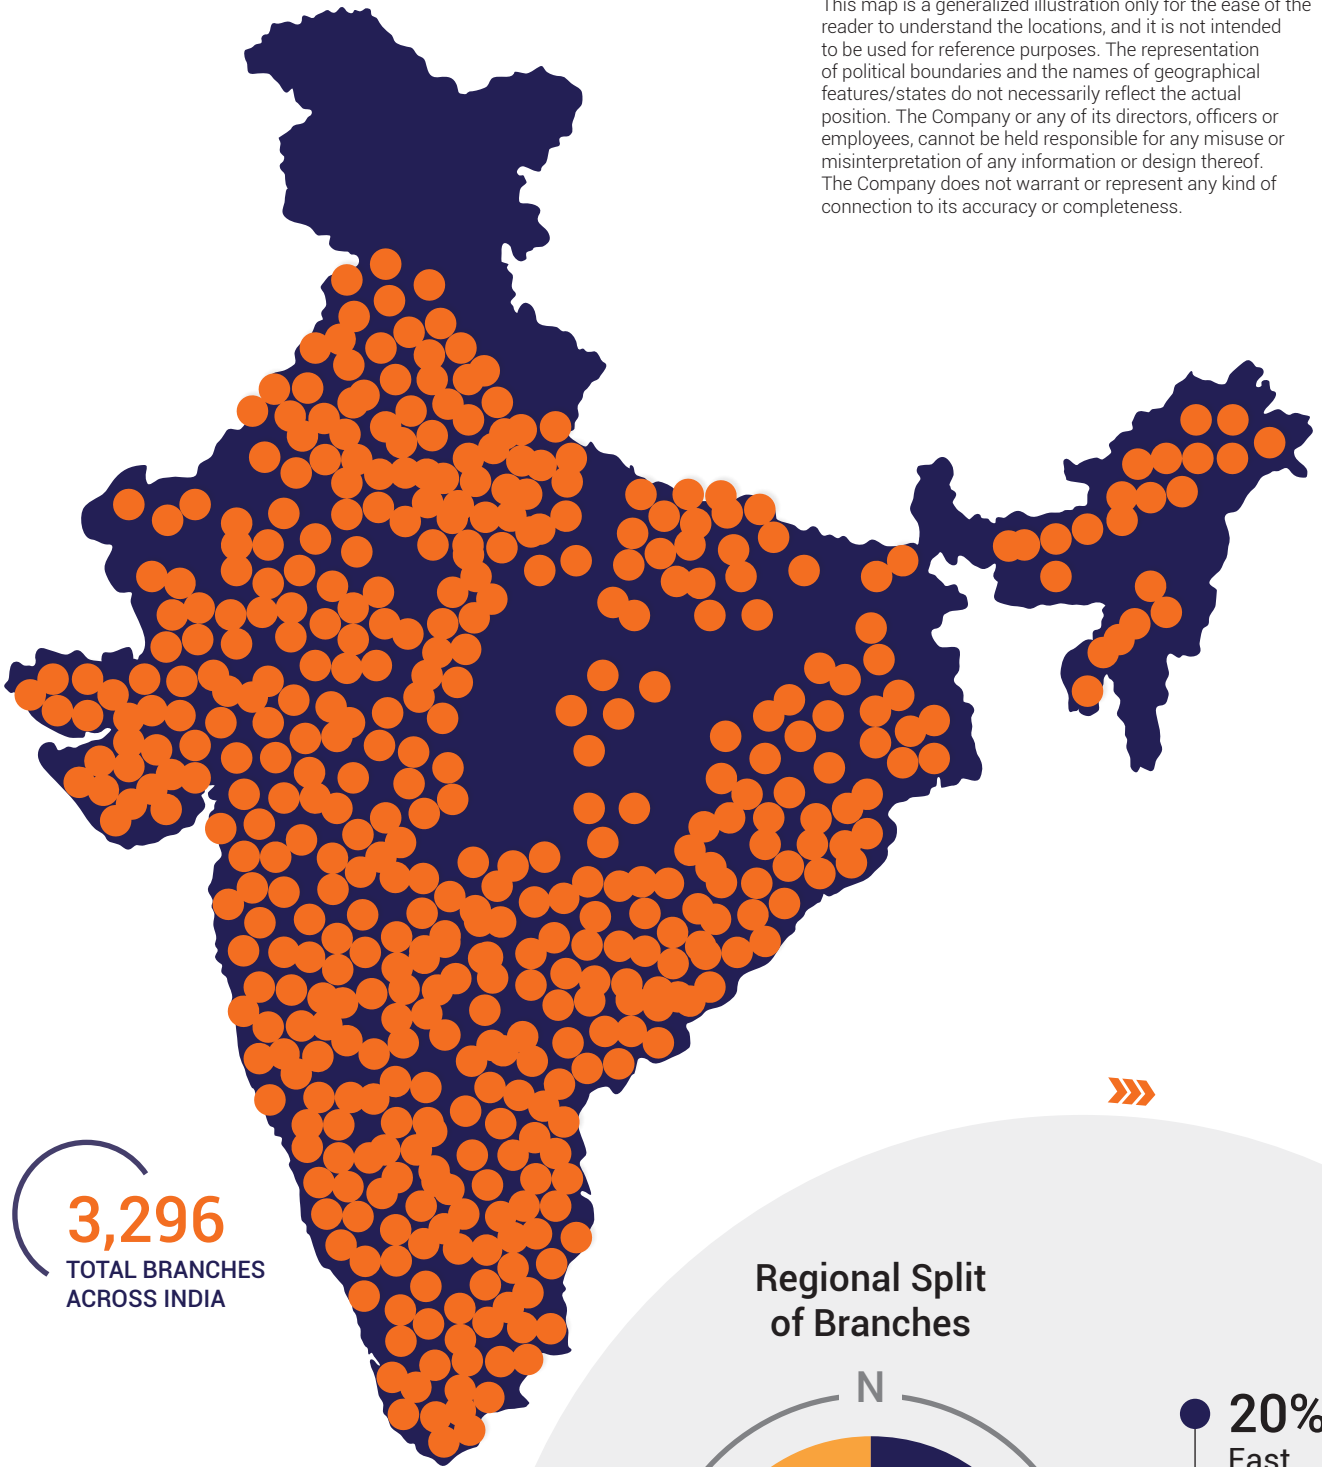 This map is a generalized illustration only for the ease of the
reader to understand the locations, and it is not intended
to be used for reference purposes. The representation
of political boundaries and the names of geographical
features/states do not necessarily reflect the actual
position. The Company or any of its directors, officers or
employees, cannot be held responsible for any misuse or
misinterpretation of any information or design thereof.
The Company does not warrant or represent any kind of
connection to its accuracy or completeness.
3,296
TOTAL BRANCHES
ACROSS INDIA
Regional Split
of Branches
N
20%
East